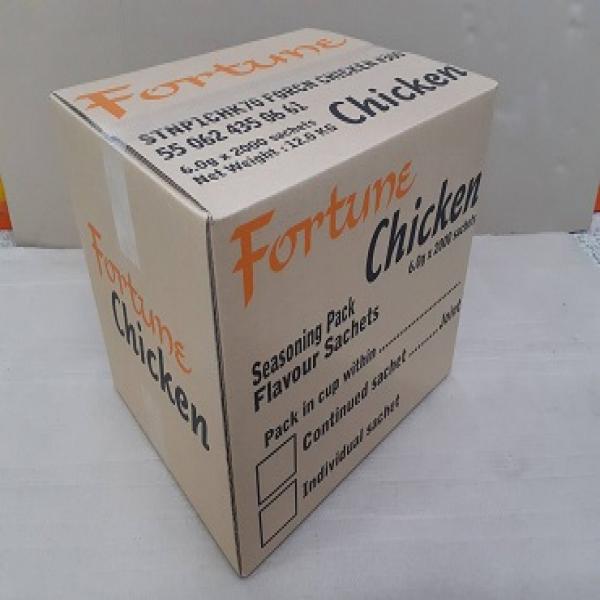 Fortune
STNP1CHK70 FORCH CHICKEN
55 062 435 06 61
6.0g x 2000 sachets
Net Weight : 12.0 KG
Chicken
Fortune
Chicken
6.0g x 2000 sachets
Seasoning Pack
Flavour Sachets
Pack in cup within ....................
Continued sachet ......... Joint
Individual sachet
Fortune
Chicken